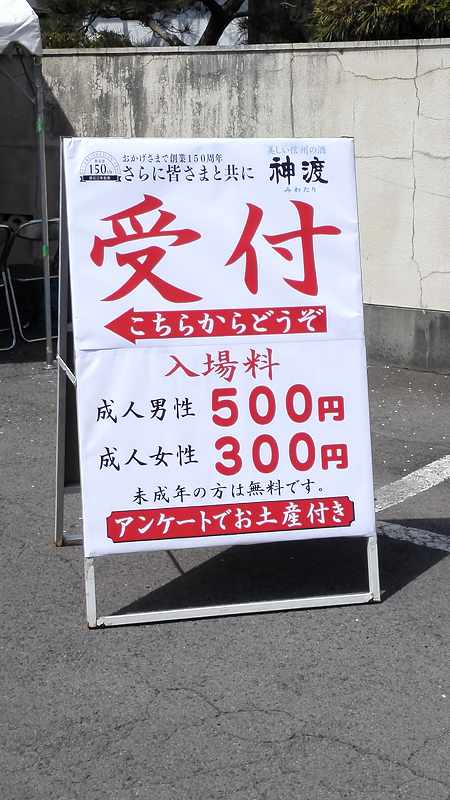 150
おかげさまで創業150周年
さらに皆さまと共に
美しい信州の酒
神渡
みわたり
受付
こちらからどうぞ
入場料
成人男性 500円
成人女性 300円
未成年の方は無料です。
アンケートでお土産付き